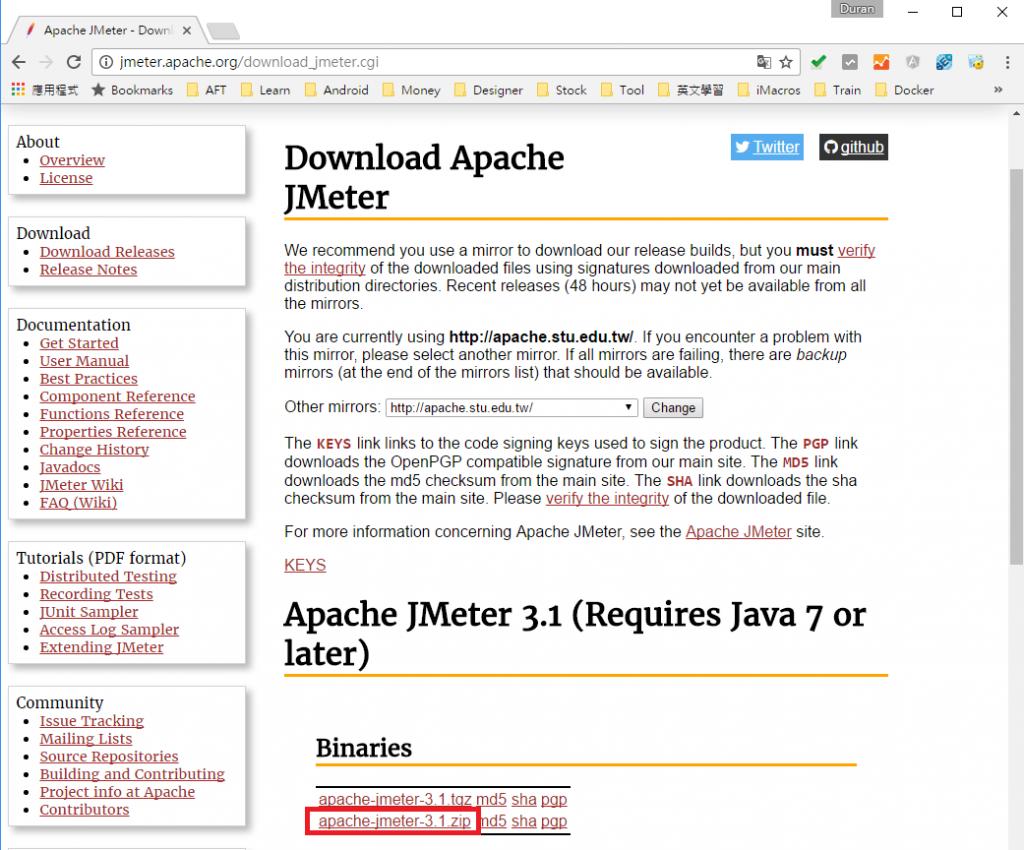 Duran
Apache JMeter - Downl
jmeter.apache.org/download_jmeter.cgi
應用程式 Bookmarks AFT Learn Android Money Designer Stock Tool 英文學習 iMacros Train Docker »
About
Overview
License
Download
Download Releases
Release Notes
Documentation
Get Started
User Manual
Best Practices
Component Reference
Functions Reference
Properties Reference
Change History
Javadocs
JMeter Wiki
FAQ (Wiki)
Tutorials (PDF format)
Distributed Testing
Recording Tests
JUnit Sampler
Access Log Sampler
Extending JMeter
Community
Issue Tracking
Mailing Lists
Source Repositories
Building and Contributing
Project info at Apache
Contributors
Twitter github
Download Apache
JMeter
We recommend you use a mirror to download our release builds, but you must verify
the integrity of the downloaded files using signatures downloaded from our main
distribution directories. Recent releases (48 hours) may not yet be available from all
the mirrors.
You are currently using http://apache.stu.edu.tw/. If you encounter a problem with
this mirror, please select another mirror. If all mirrors are failing, there are backup
mirrors (at the end of the mirrors list) that should be available.
Other mirrors: http://apache.stu.edu.tw/ Change
The KEYS link links to the code signing keys used to sign the product. The PGP link
downloads the OpenPGP compatible signature from our main site. The MD5 link
downloads the md5 checksum from the main site. The SHA link downloads the sha
checksum from the main site. Please verify the integrity of the downloaded file.
For more information concerning Apache JMeter, see the Apache JMeter site.
KEYS
Apache JMeter 3.1 (Requires Java 7 or
later)
Binaries
apache-jmeter-3.1.tgz md5 sha pgp
apache-jmeter-3.1.zip md5 sha pgp